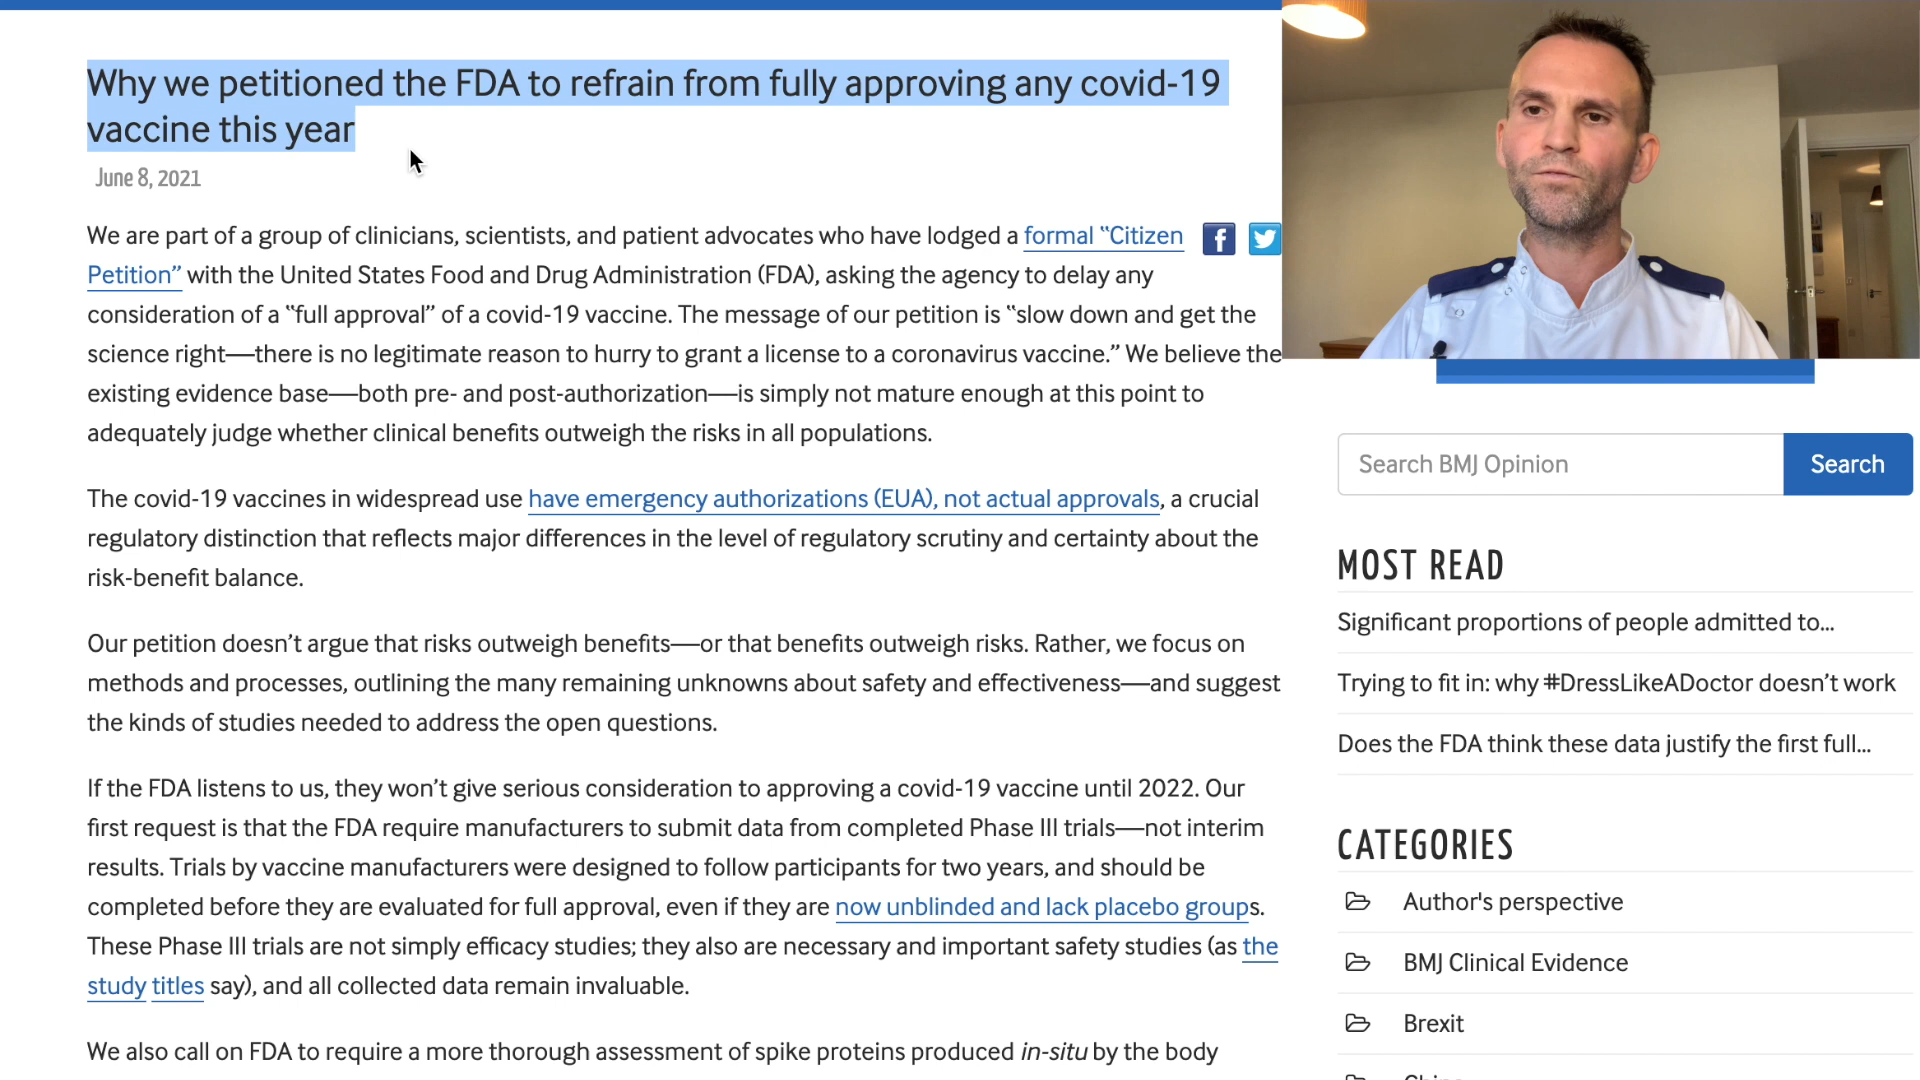 Why we petitioned the FDA to refrain from fully approving any covid-19
vaccine this year
June 8, 2021
We are part of a group of clinicians, scientists, and patient advocates who have lodged a formal “Citizen
Petition” with the United States Food and Drug Administration (FDA), asking the agency to delay any
consideration of a “full approval” of a covid-19 vaccine. The message of our petition is “slow down and get the
science right—there is no legitimate reason to hurry to grant a license to a coronavirus vaccine.” We believe the
existing evidence base—both pre- and post-authorization—is simply not mature enough at this point to
adequately judge whether clinical benefits outweigh the risks in all populations.
The covid-19 vaccines in widespread use have emergency authorizations (EUA), not actual approvals, a crucial
regulatory distinction that reflects major differences in the level of regulatory scrutiny and certainty about the
risk-benefit balance.
Our petition doesn’t argue that risks outweigh benefits—or that benefits outweigh risks. Rather, we focus on
methods and processes, outlining the many remaining unknowns about safety and effectiveness—and suggest
the kinds of studies needed to address the open questions.
If the FDA listens to us, they won’t give serious consideration to approving a covid-19 vaccine until 2022. Our
first request is that the FDA require manufacturers to submit data from completed Phase III trials—not interim
results. Trials by vaccine manufacturers were designed to follow participants for two years, and should be
completed before they are evaluated for full approval, even if they are now unblinded and lack placebo groups.
These Phase III trials are not simply efficacy studies; they also are necessary and important safety studies (as the
study titles say), and all collected data remain invaluable.
We also call on FDA to require a more thorough assessment of spike proteins produced in-situ by the body
Search BMJ Opinion
Search
MOST READ
Significant proportions of people admitted to...
Trying to fit in: why #DressLikeADoctor doesn’t work
Does the FDA think these data justify the first full...
CATEGORIES
Author's perspective
BMJ Clinical Evidence
Brexit